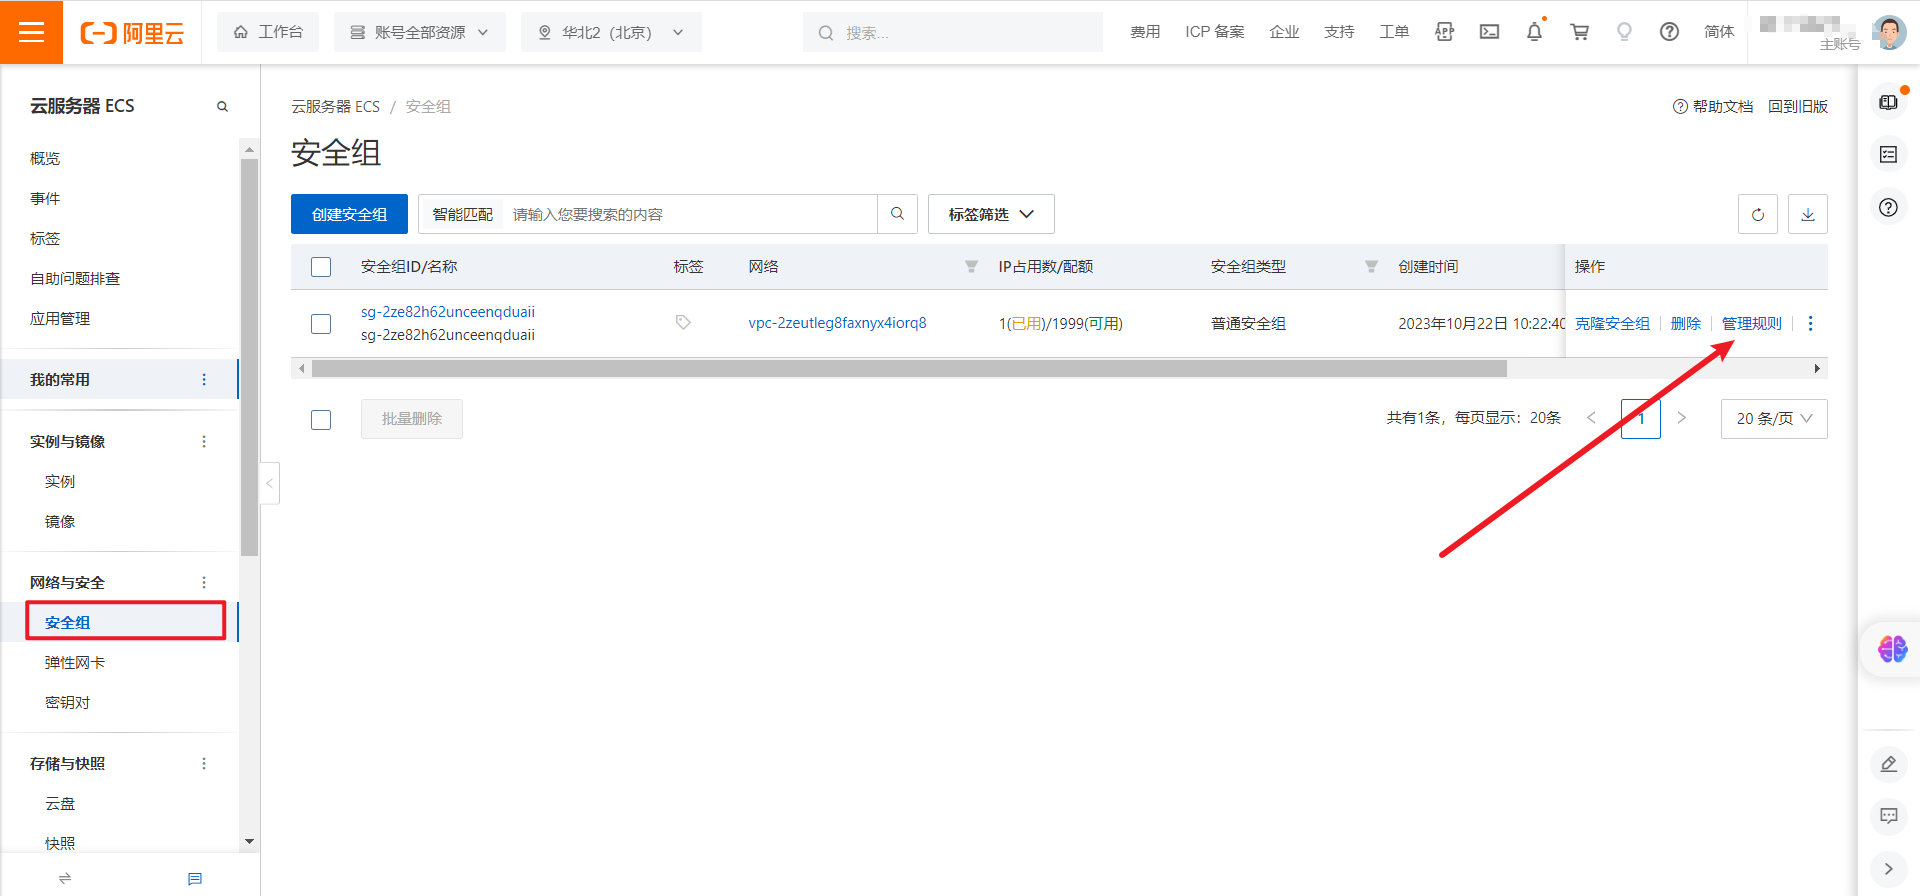 阿里云
工作台
账号全部资源
华北2（北京）
搜索...
费用
ICP 备案
企业
支持
工单
APP
简体
主账号
云服务器 ECS
概览
事件
标签
自助问题排查
应用管理
我的常用
实例与镜像
实例
镜像
网络与安全
安全组
弹性网卡
密钥对
存储与快照
云盘
快照
云服务器 ECS / 安全组
帮助文档 回到旧版
安全组
创建安全组
智能匹配 请输入您要搜索的内容
标签筛选
安全组ID/名称 标签 网络 IP占用数/配额 安全组类型 创建时间 操作
sg-2ze82h62unceenqduaii
sg-2ze82h62unceenqduaii
vpc-2zeutleg8faxnyx4iorq8
1(已用)/1999(可用)
普通安全组
2023年10月22日 10:22:40
克隆安全组 删除 管理规则
批量删除
共有1条，每页显示：20条
1
20 条/页